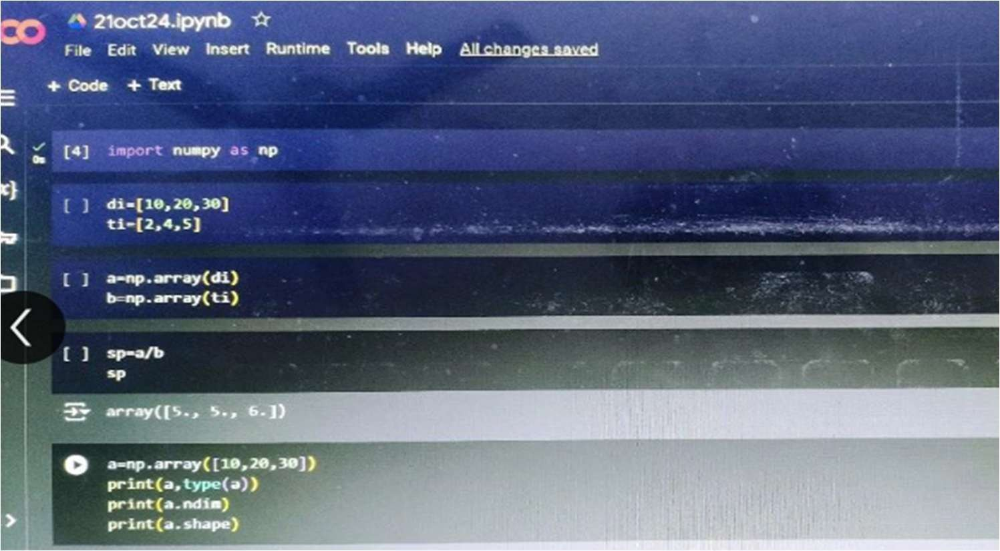 21oct24.ipynb
File Edit View Insert Runtime Tools Help All changes saved
+ Code + Text
[4] import numpy as np
0s
[ ] di=[10,20,30]
ti=[2,4,5]
[ ] a=np.array(di)
b=np.array(ti)
[ ] sp=a/b
sp
array([5., 5., 6.])
a=np.array([10,20,30])
print(a,type(a))
print(a.ndim)
print(a.shape)